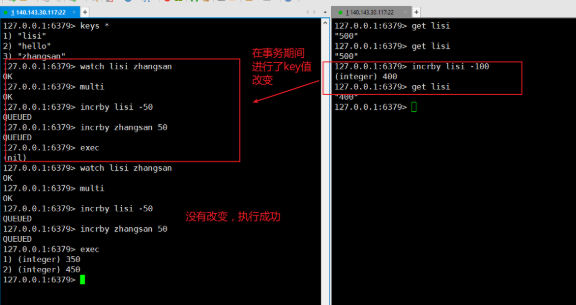 1 140.143.30.117:22
127.0.0.1:6379> keys *
1) "lisi"
2) "hello"
3) "zhangsan"
127.0.0.1:6379> watch lisi zhangsan
OK
127.0.0.1:6379> multi
OK
127.0.0.1:6379> incrby lisi -50
QUEUED
127.0.0.1:6379> incrby zhangsan 50
QUEUED
127.0.0.1:6379> exec
(nil)
127.0.0.1:6379> watch lisi zhangsan
OK
127.0.0.1:6379> multi
OK
127.0.0.1:6379> incrby lisi -50
QUEUED
127.0.0.1:6379> incrby zhangsan 50
QUEUED
127.0.0.1:6379> exec
1) (integer) 350
2) (integer) 450
127.0.0.1:6379>
在事务期间
进行了key值
改变
没有改变，执行成功
1 140.143.30.117:22
127.0.0.1:6379> get lisi
"500"
127.0.0.1:6379> get lisi
"500"
127.0.0.1:6379> incrby lisi -100
(integer) 400
127.0.0.1:6379> get lisi
"400"
127.0.0.1:6379>